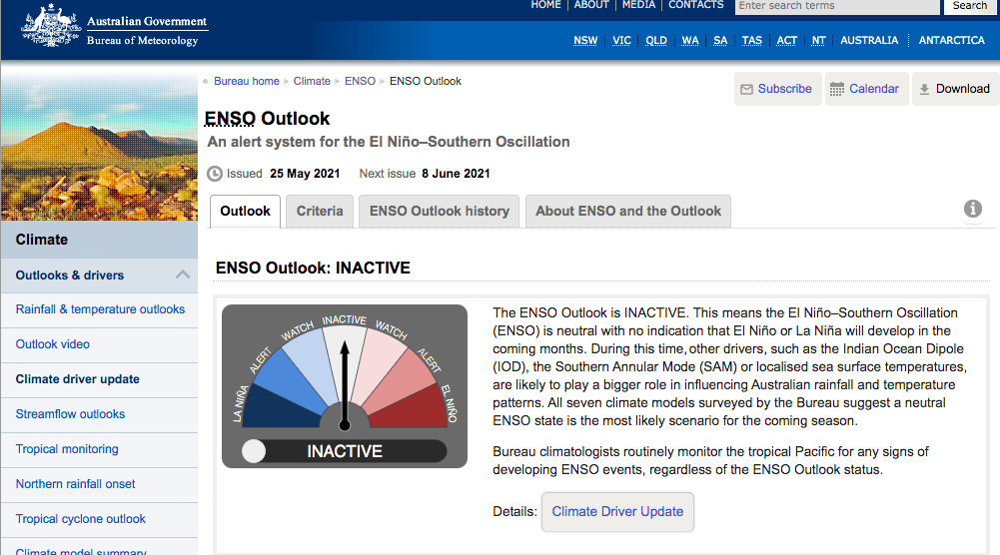 HOME | ABOUT | MEDIA | CONTACTS
Enter search terms
Search
Australian Government
Bureau of Meteorology
NSW | VIC | QLD | WA | SA | TAS | ACT | NT | AUSTRALIA | ANTARCTICA
Bureau home > Climate > ENSO > ENSO Outlook
Subscribe
Calendar
Download
ENSO Outlook
An alert system for the El Niño–Southern Oscillation
Issued 25 May 2021 Next issue 8 June 2021
Outlook
Criteria
ENSO Outlook history
About ENSO and the Outlook
i
Climate
Outlooks & drivers
Rainfall & temperature outlooks
Outlook video
Climate driver update
Streamflow outlooks
Tropical monitoring
Northern rainfall onset
Tropical cyclone outlook
Climate model summary
ENSO Outlook: INACTIVE
LA NIÑA
ALERT
WATCH
INACTIVE
WATCH
ALERT
EL NIÑO
INACTIVE
The ENSO Outlook is INACTIVE. This means the El Niño–Southern Oscillation
(ENSO) is neutral with no indication that El Niño or La Niña will develop in the
coming months. During this time, other drivers, such as the Indian Ocean Dipole
(IOD), the Southern Annular Mode (SAM) or localised sea surface temperatures,
are likely to play a bigger role in influencing Australian rainfall and temperature
patterns. All seven climate models surveyed by the Bureau suggest a neutral
ENSO state is the most likely scenario for the coming season.
Bureau climatologists routinely monitor the tropical Pacific for any signs of
developing ENSO events, regardless of the ENSO Outlook status.
Details: Climate Driver Update